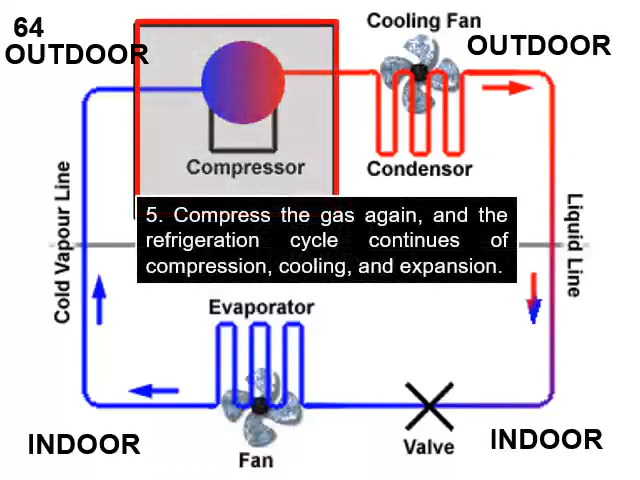 64
OUTDOOR
Cooling Fan
OUTDOOR
Compressor
Condensor
Cold Vapour Line
Liquid Line
5. Compress the gas again, and the
refrigeration cycle continues of
compression, cooling, and expansion.
Evaporator
INDOOR
Fan
Valve
INDOOR